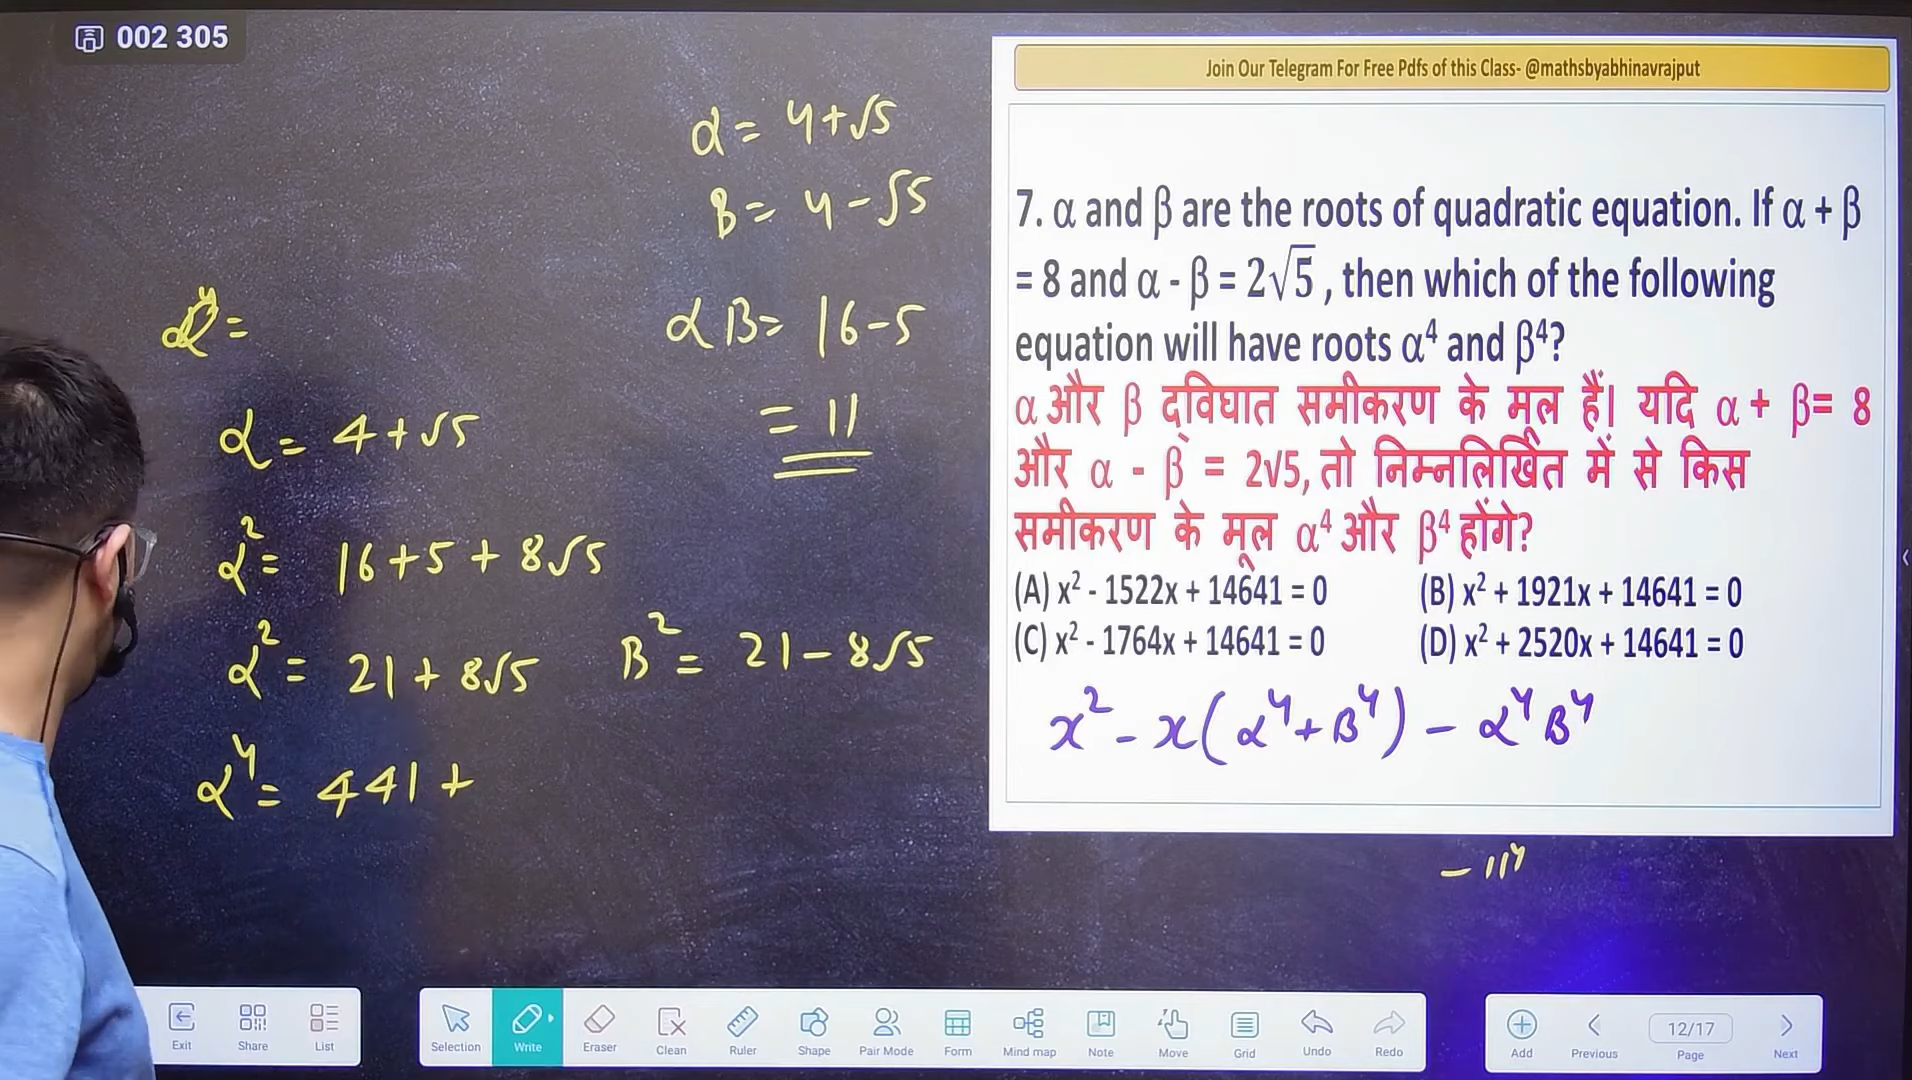 002 305
α = 4+√5
B = 4-√5
αB = 16-5
= 11
α = 4+√5
α² = 16+5+8√5
α² = 21+8√5
B² = 21-8√5
α⁴ = 441+
Join Our Telegram For Free Pdfs of this Class- @mathsbyabhinavrajput
7. α and β are the roots of quadratic equation. If α + β
= 8 and α - β = 2√5, then which of the following
equation will have roots α⁴ and β⁴?
α और β द्विघात समीकरण के मूल हैं। यदि α + β= 8
और α - β = 2√5, तो निम्नलिखित में से किस
समीकरण के मूल α⁴ और β⁴ होंगे?
(A) x² - 1522x + 14641 = 0 (B) x² + 1921x + 14641 = 0
(C) x² - 1764x + 14641 = 0 (D) x² + 2520x + 14641 = 0
x² - x(α⁴+B⁴) - α⁴B⁴
- 11⁴
Exit Share List Selection Write Eraser Clean Ruler Shape Pair Mode Form Mind map Note Move Grid Undo Redo Add Previous 12/17 Page Next